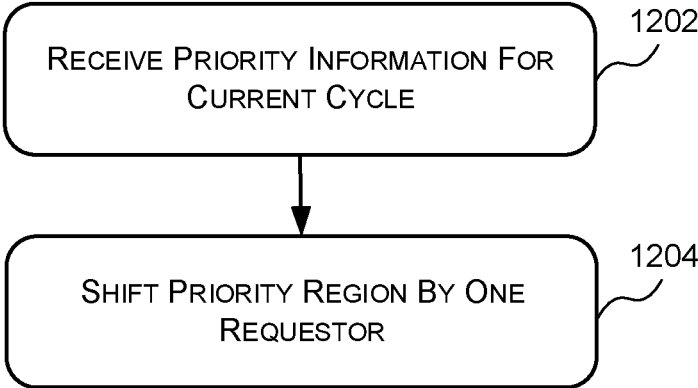 1202
RECEIVE PRIORITY INFORMATION FOR
CURRENT CYCLE
1204
SHIFT PRIORITY REGION BY ONE
REQUESTOR